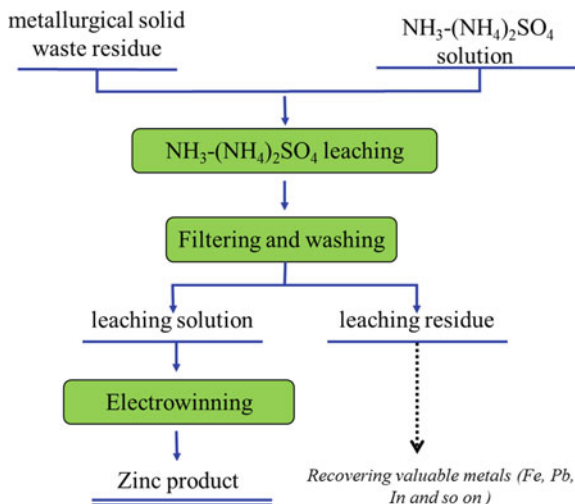 metallurgical solid
waste residue
NH₃-(NH₄)₂SO₄
solution
NH₃-(NH₄)₂SO₄ leaching
Filtering and washing
leaching solution
leaching residue
Electrowinning
Zinc product
Recovering valuable metals (Fe, Pb,
In and so on )